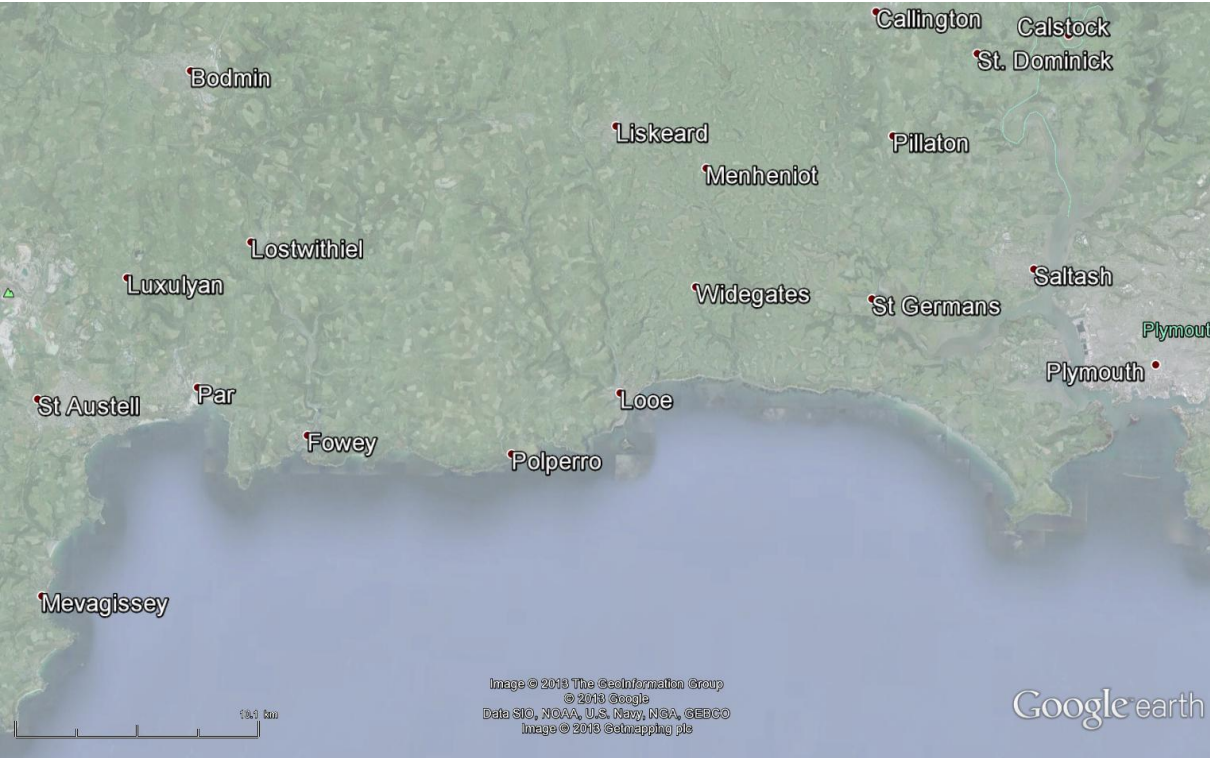 Callington
Calstock
St. Dominick
Bodmin
Liskeard
Pillaton
Menheniot
Lostwithiel
Luxulyan
Saltash
Widegates
St Germans
Plymout
Plymouth
Par
St Austell
Looe
Fowey
Polperro
Mevagissey
Image © 2013 The GeoInformation Group
© 2013 Google
Data SIO, NOAA, U.S. Navy, NGA, GEBCO
Image © 2013 Getmapping plc
Google earth
km